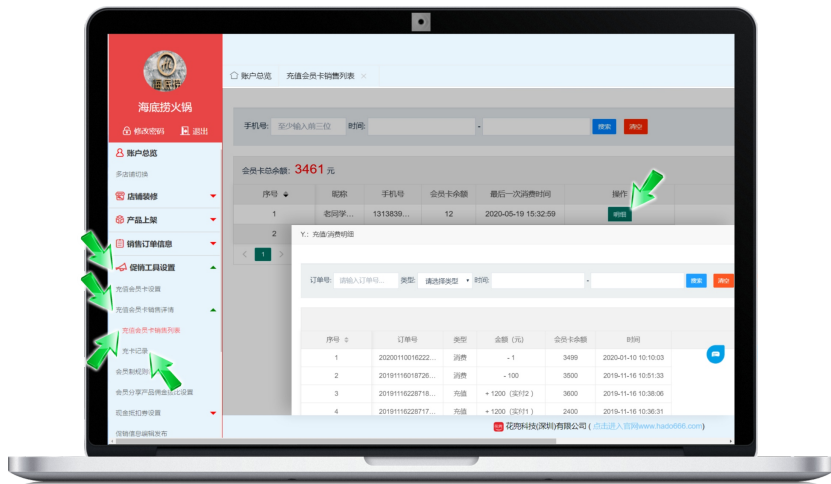 海底捞火锅
修改密码 退出
账户总览
多店铺切换
店铺装修
产品上架
销售订单信息
促销工具设置
充值会员卡设置
充值会员卡销售详情
充值会员卡销售列表
充卡记录
会员制规则
会员分享产品佣金占比设置
现金抵扣券设置
促销信息编辑发布
账户总览 充值会员卡销售列表 ×
手机号: 至少输入前三位 时间: - 搜索 清空
会员卡总余额: 3461 元
序号 昵称 手机号 会员卡余额 最后一次消费时间 操作
1 老同学... 1313839... 12 2020-05-19 15:32:59 明细
2
< 1 >
Y.: 充值/消费明细
订单号: 请输入订单号... 类型: 请选择类型 时间: - 搜索 清空
序号 订单号 类型 金额（元） 会员卡余额 时间
1 20200110016222... 消费 - 1 3499 2020-01-10 10:10:03
2 20191116018726... 消费 - 100 3500 2019-11-16 10:51:33
3 20191116228718... 充值 + 1200（实付2 ） 3600 2019-11-16 10:38:06
4 20191116228717... 充值 + 1200（实付1 ） 2400 2019-11-16 10:36:31
花兜科技(深圳)有限公司 ( 点击进入官网www.hado666.com)